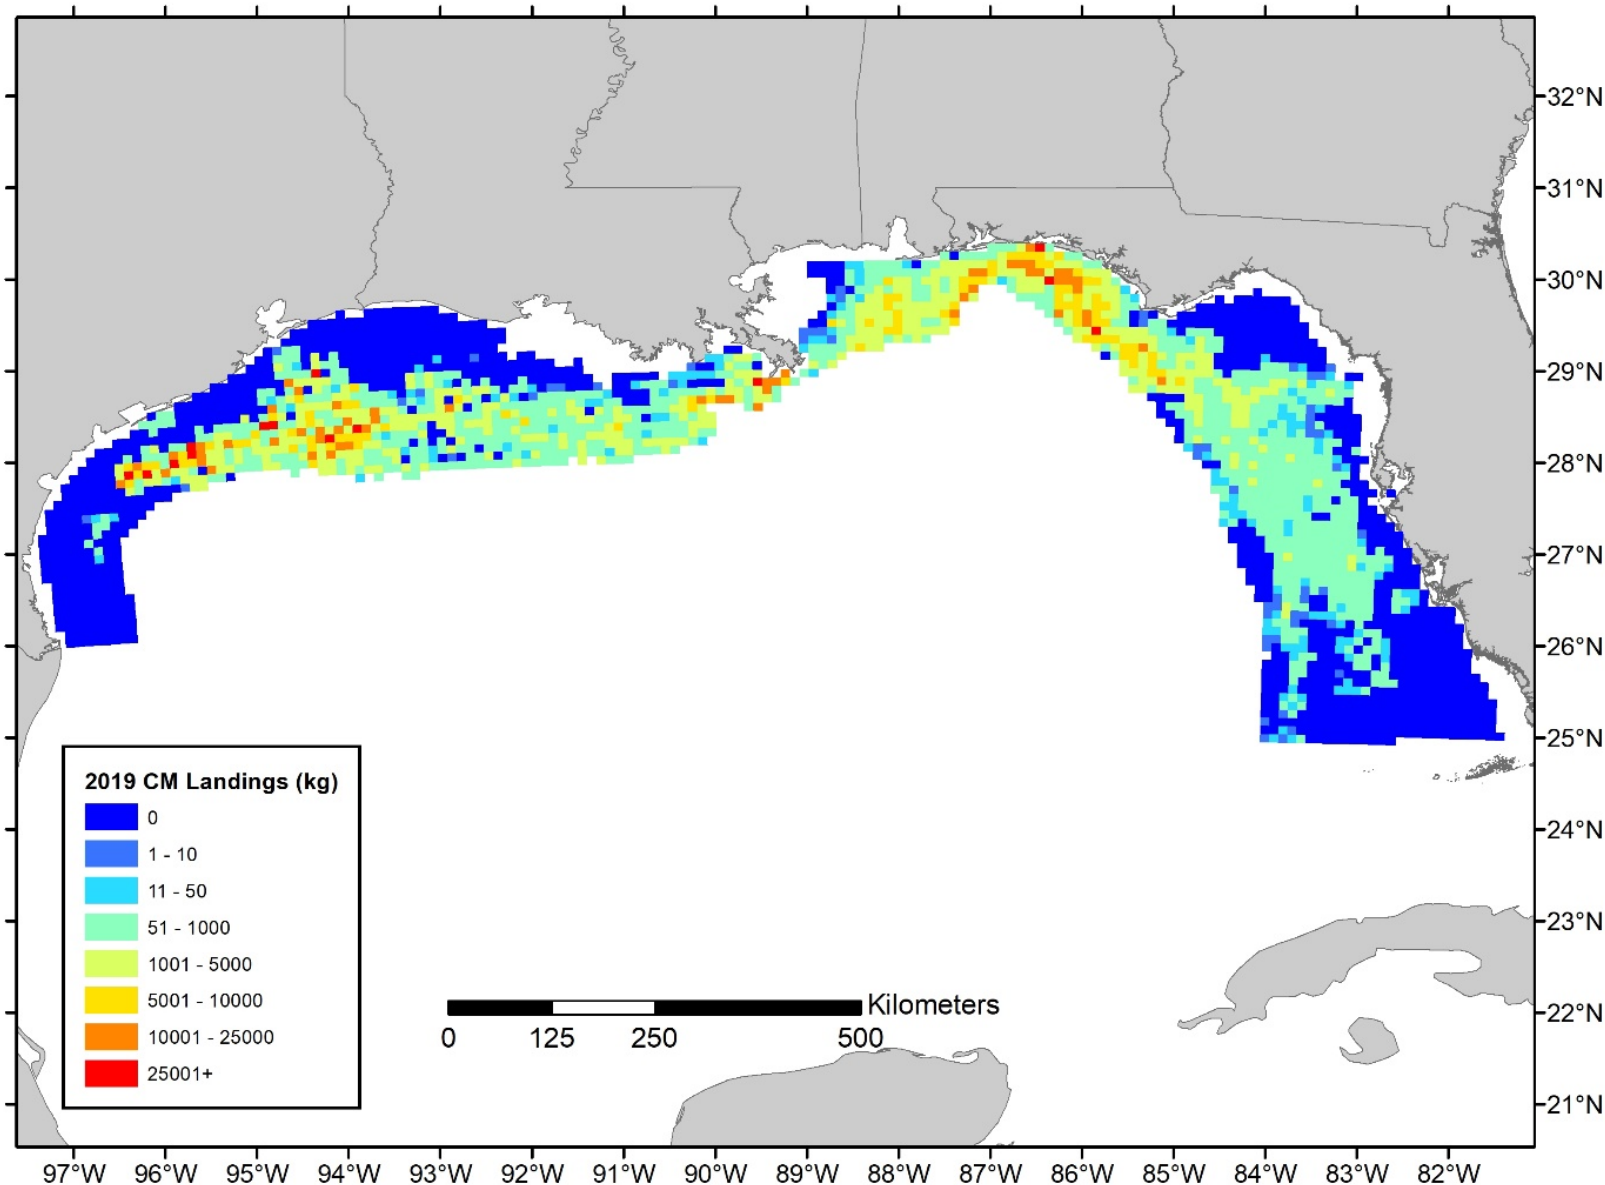 32°N
31°N
30°N
29°N
28°N
27°N
26°N
25°N
24°N
23°N
22°N
21°N
2019 CM Landings (kg)
0
1 - 10
11 - 50
51 - 1000
1001 - 5000
5001 - 10000
10001 - 25000
25001+
Kilometers
0 125 250 500
97°W 96°W 95°W 94°W 93°W 92°W 91°W 90°W 89°W 88°W 87°W 86°W 85°W 84°W 83°W 82°W